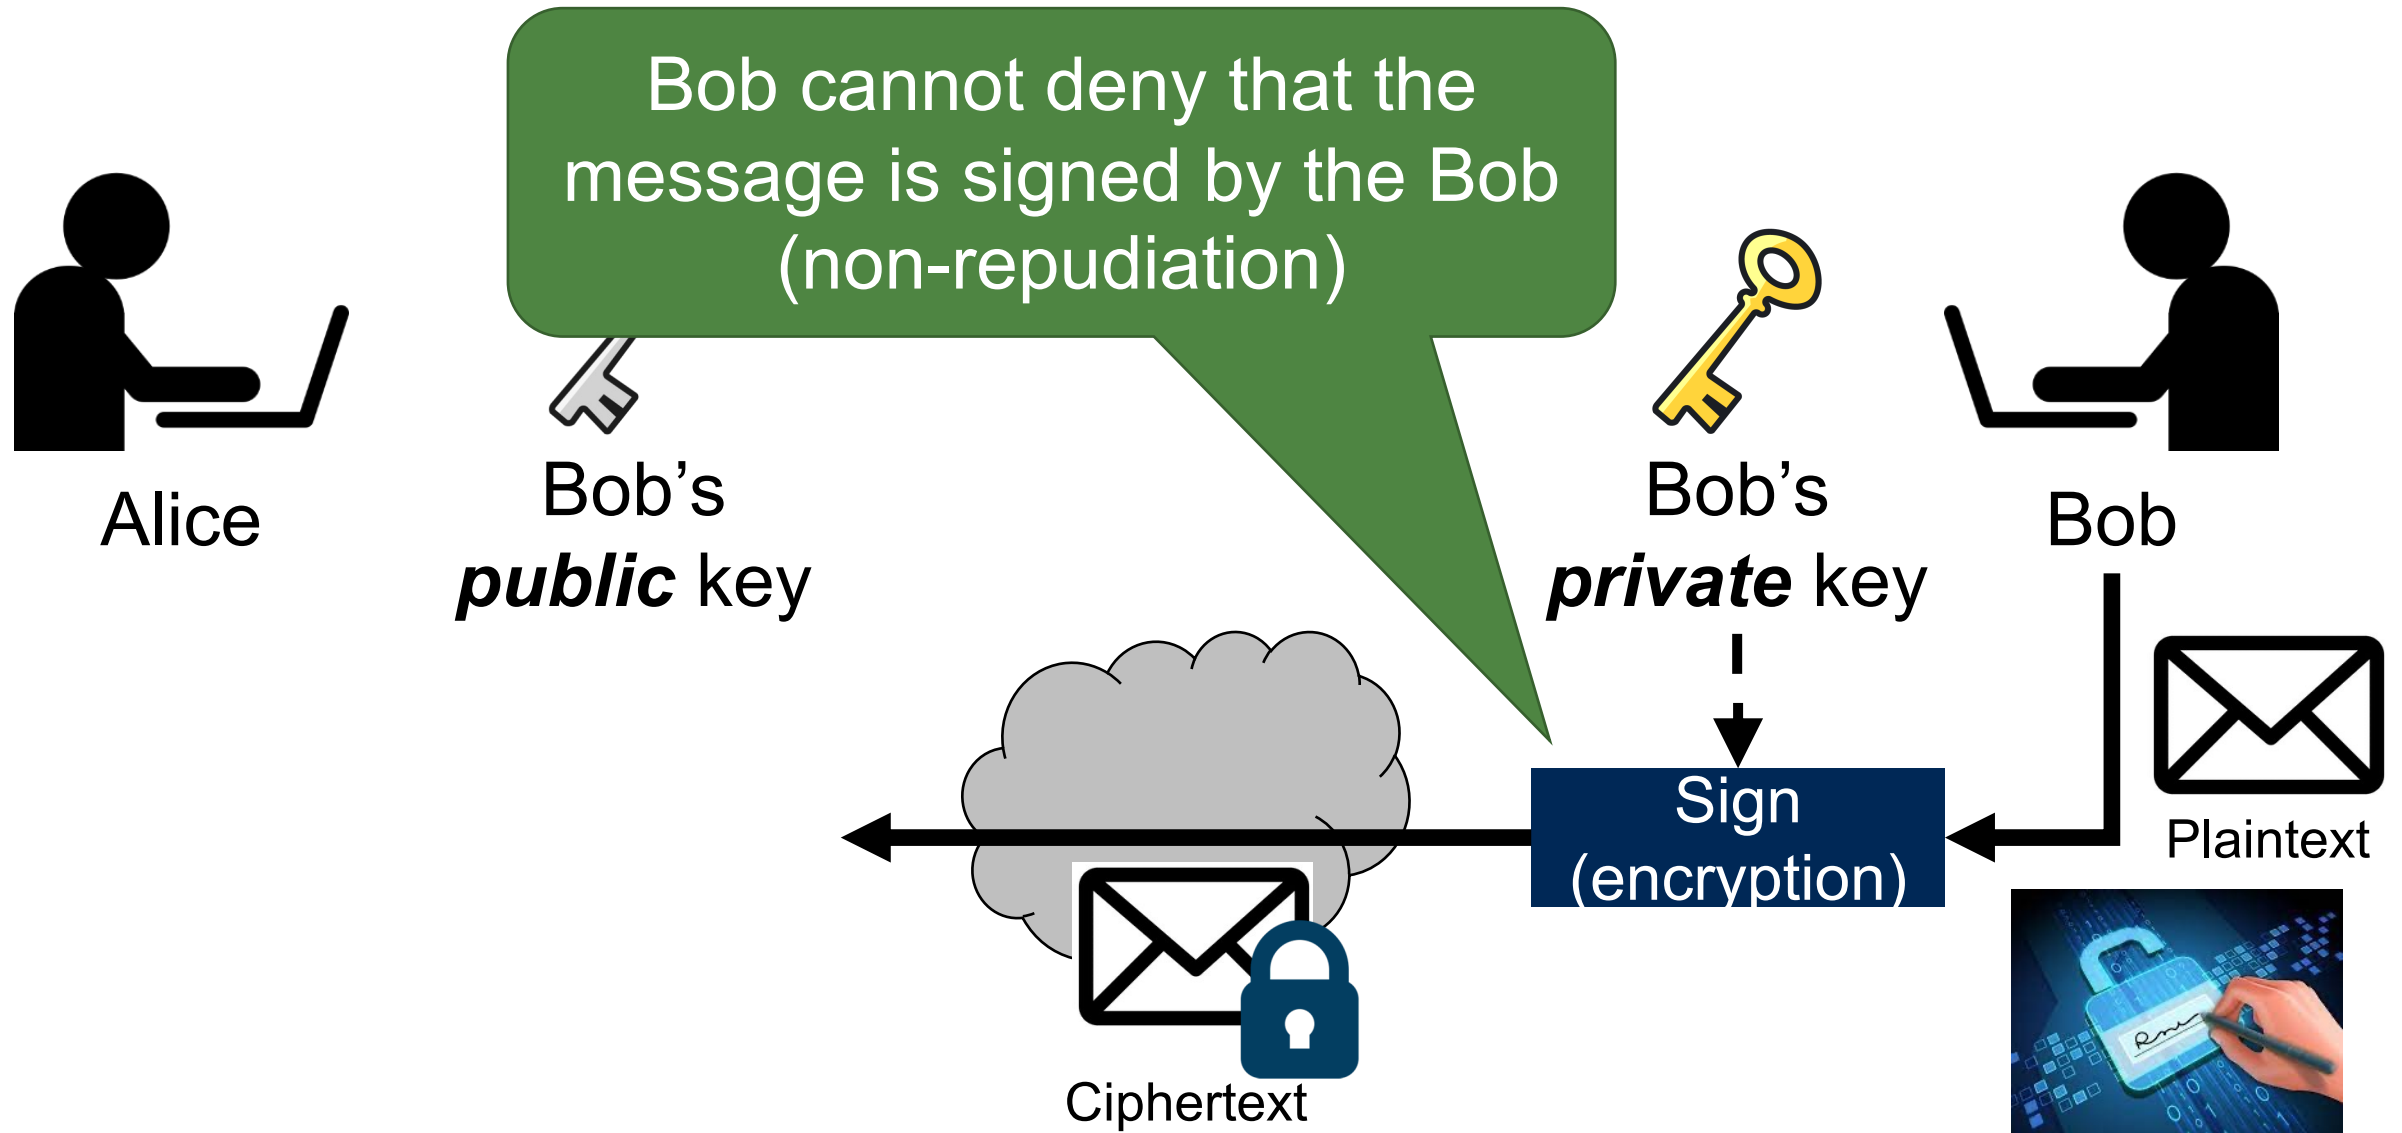 Bob cannot deny that the
message is signed by the Bob
(non-repudiation)
Alice
Bob’s
public key
Bob’s
private key
Bob
Sign
(encryption)
Plaintext
Ciphertext